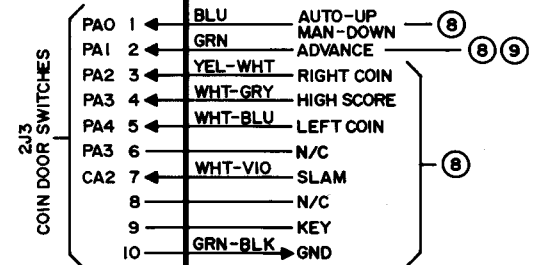 2J3
COIN DOOR SWITCHES
PA0 1 BLU AUTO-UP MAN-DOWN 8
PA1 2 GRN ADVANCE 8 9
PA2 3 YEL-WHT RIGHT COIN
PA3 4 WHT-GRY HIGH SCORE
PA4 5 WHT-BLU LEFT COIN
PA3 6 N/C
CA2 7 WHT-VIO SLAM
8 N/C
9 KEY
10 GRN-BLK GND
8